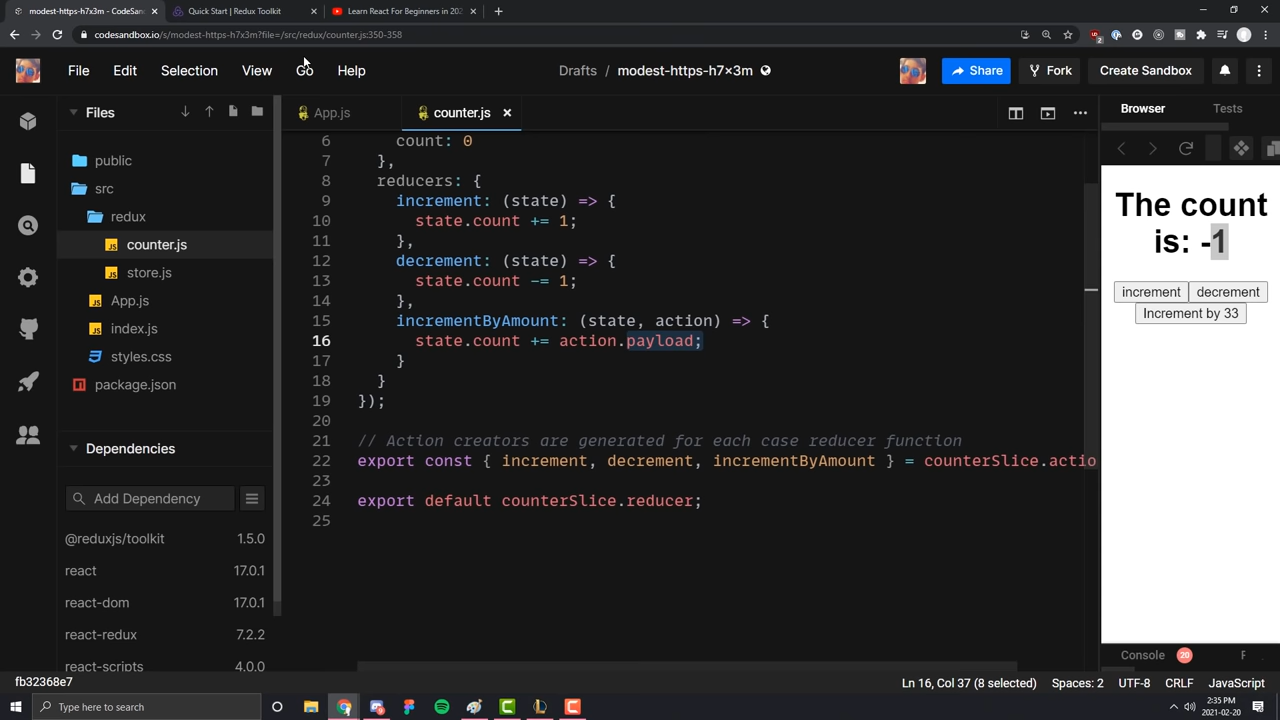 modest-https-h7x3m - CodeSan
Quick Start | Redux Toolkit
Learn React For Beginners in 202
codesandbox.io/s/modest-https-h7x3m?file=/src/redux/counter.js:350-358
2
File Edit Selection View Go Help
Drafts / modest-https-h7x3m
Share
Fork
Create Sandbox
Files
App.js
counter.js
Browser
Tests
public
src
redux
counter.js
store.js
App.js
index.js
styles.css
package.json
Dependencies
Add Dependency
@reduxjs/toolkit 1.5.0
react 17.0.1
react-dom 17.0.1
react-redux 7.2.2
react-scripts 4.0.0
6 count: 0
7 },
8 reducers: {
9 increment: (state) => {
10 state.count += 1;
11 },
12 decrement: (state) => {
13 state.count -= 1;
14 },
15 incrementByAmount: (state, action) => {
16 state.count += action.payload;
17 }
18 }
19 });
20
21 // Action creators are generated for each case reducer function
22 export const { increment, decrement, incrementByAmount } = counterSlice.actio
23
24 export default counterSlice.reducer;
25
The count
is: -1
increment decrement
Increment by 33
Console 20
fb32368e7
Ln 16, Col 37 (8 selected) Spaces: 2 UTF-8 CRLF JavaScript
Type here to search
2:35 PM
2021-02-20